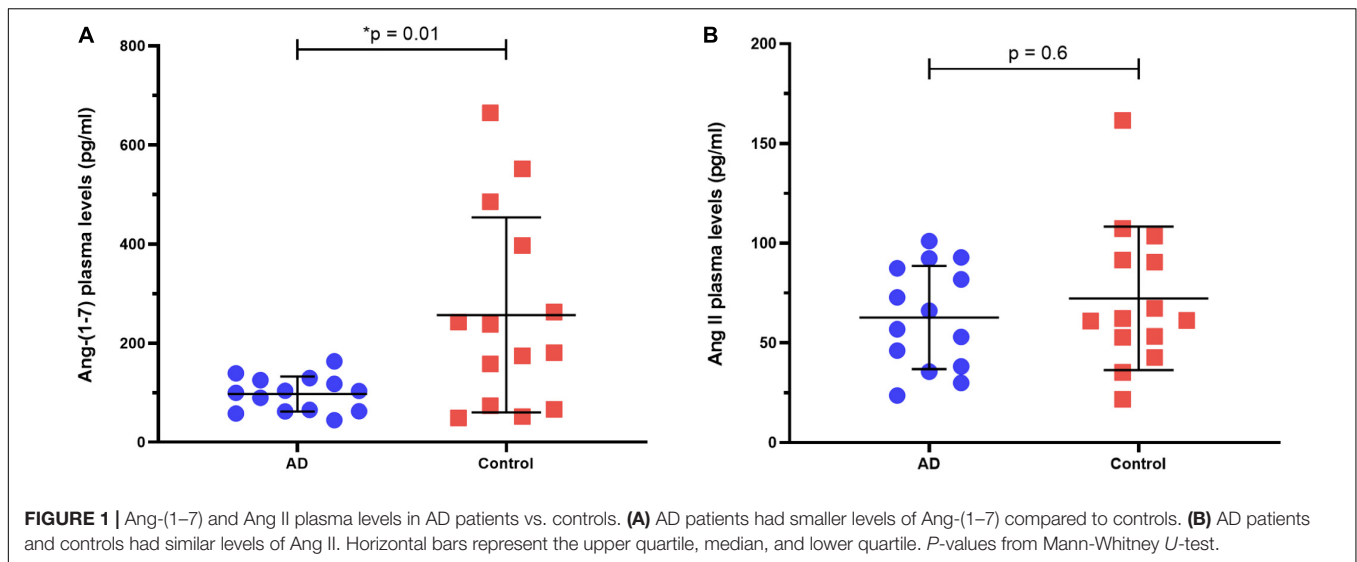 A
*p = 0.01
800
600
400
200
0
Ang-(1-7) plasma levels (pg/ml)
AD
Control
B
p = 0.6
200
150
100
50
0
Ang II plasma levels (pg/ml)
AD
Control
FIGURE 1 | Ang-(1–7) and Ang II plasma levels in AD patients vs. controls. (A) AD patients had smaller levels of Ang-(1–7) compared to controls. (B) AD patients
and controls had similar levels of Ang II. Horizontal bars represent the upper quartile, median, and lower quartile. P-values from Mann-Whitney U-test.